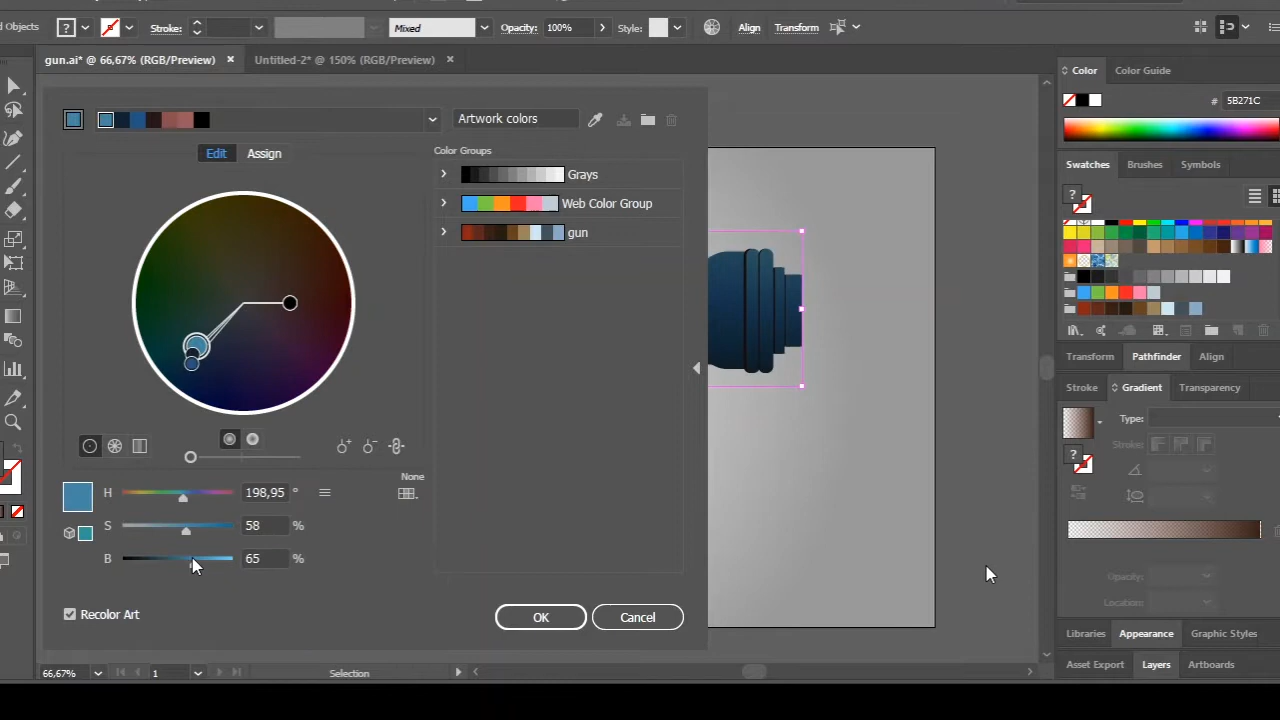 d Objects ? Stroke: Mixed Opacity: 100% Style: Align Transform
gun.ai* @ 66,67% (RGB/Preview) × Untitled-2* @ 150% (RGB/Preview) ×
Color Color Guide
# 5B271C
Artwork colors
Edit Assign
Color Groups
Grays
Web Color Group
gun
Swatches Brushes Symbols
?
Transform Pathfinder Align
Stroke Gradient Transparency
Type:
Stroke:
?
None
H 198,95 °
S 58 %
B 65 %
Opacity:
Location:
Recolor Art
OK Cancel
Libraries Appearance Graphic Styles
Asset Export Layers Artboards
66,67% 1 Selection